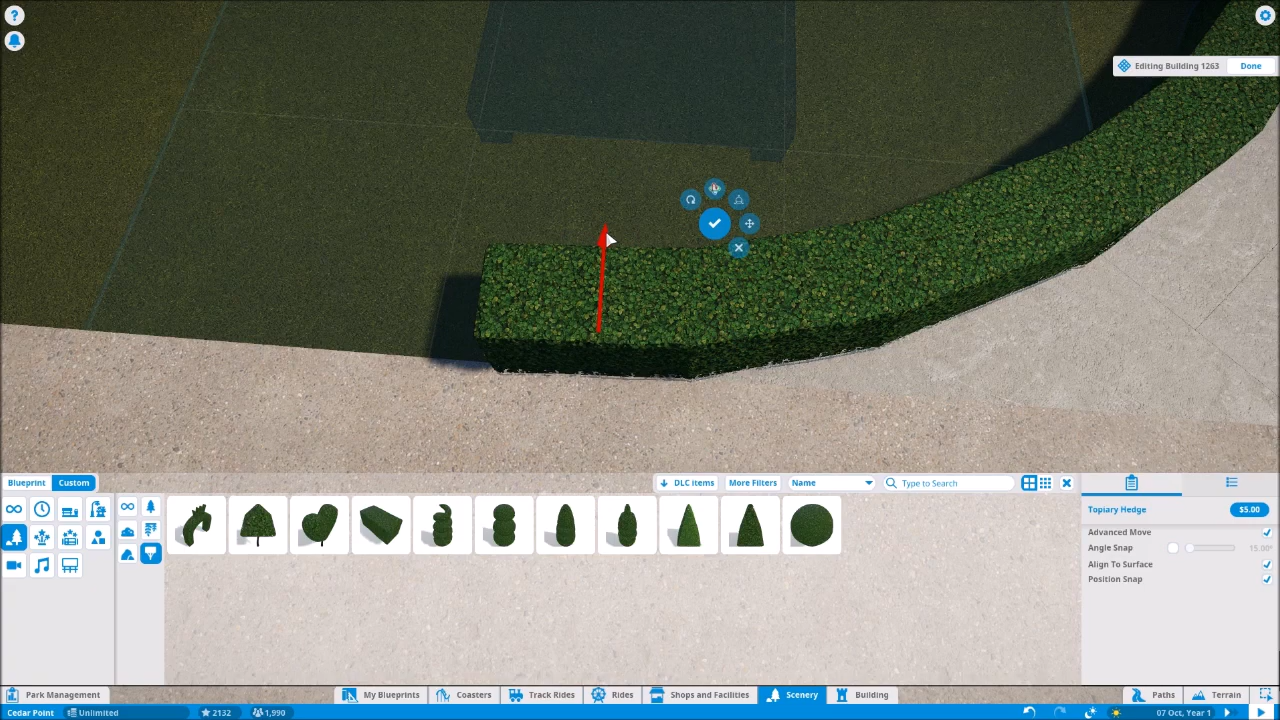 ?
Editing Building 1263 Done
Blueprint Custom
DLC items More Filters Name Type to Search
Topiary Hedge $5.00
Advanced Move
Angle Snap 15.00°
Align To Surface
Position Snap
Park Management My Blueprints Coasters Track Rides Rides Shops and Facilities Scenery Building Paths Terrain
Cedar Point Unlimited 2132 1,990 07 Oct, Year 1